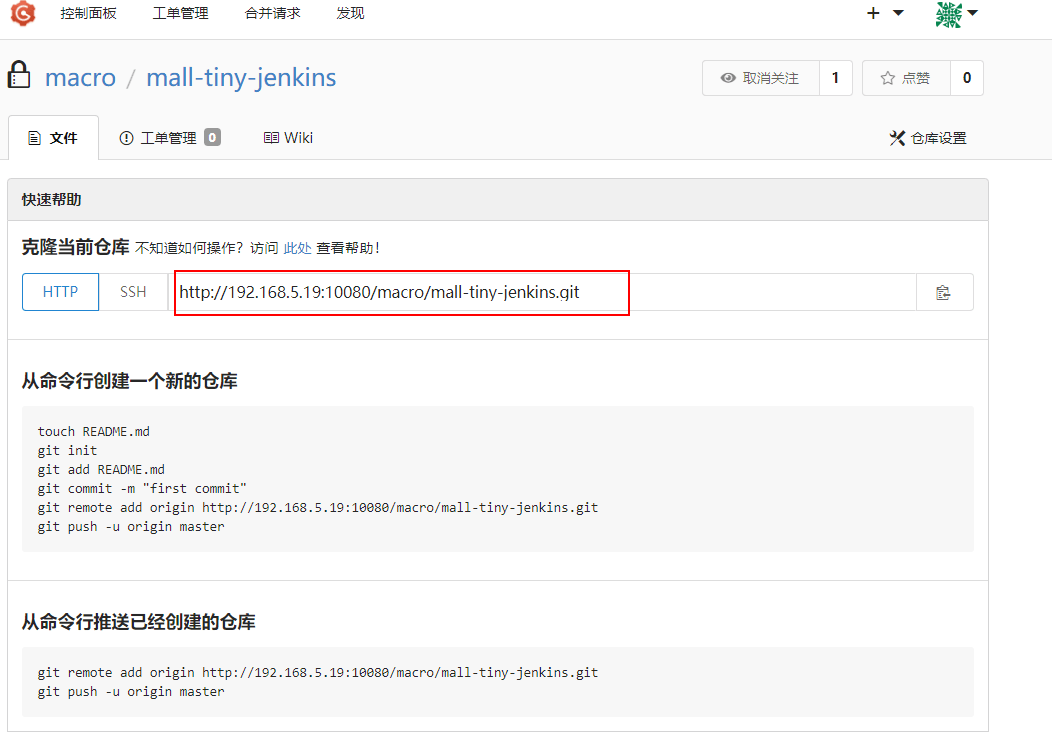 控制面板 工单管理 合并请求 发现
macro / mall-tiny-jenkins 取消关注 1 点赞 0
文件 工单管理 0 Wiki 仓库设置
快速帮助
克隆当前仓库 不知道如何操作？访问 此处 查看帮助！
HTTP SSH http://192.168.5.19:10080/macro/mall-tiny-jenkins.git
从命令行创建一个新的仓库
touch README.md
git init
git add README.md
git commit -m "first commit"
git remote add origin http://192.168.5.19:10080/macro/mall-tiny-jenkins.git
git push -u origin master
从命令行推送已经创建的仓库
git remote add origin http://192.168.5.19:10080/macro/mall-tiny-jenkins.git
git push -u origin master